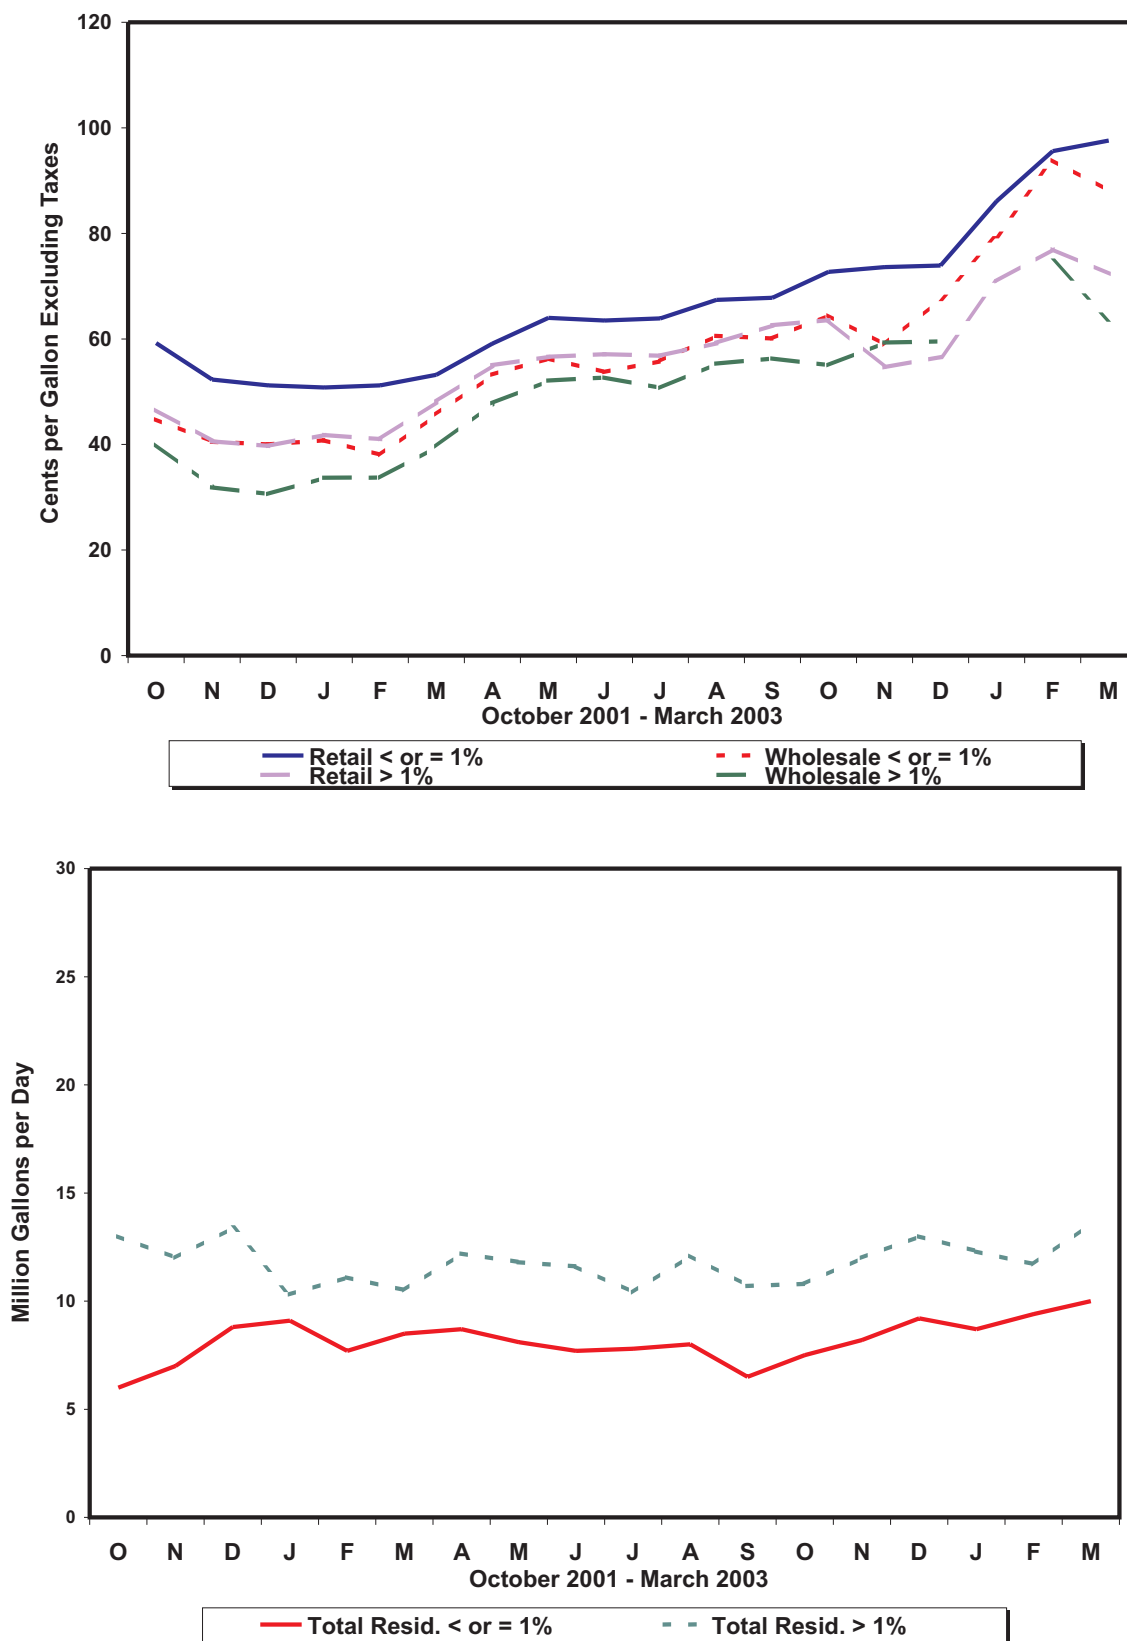 120
100
80
60
40
20
0
Cents per Gallon Excluding Taxes
O N D J F M A M J J A S O N D J F M
October 2001 - March 2003
Retail < or = 1% Wholesale < or = 1%
Retail > 1% Wholesale > 1%
30
25
20
15
10
5
0
Million Gallons per Day
O N D J F M A M J J A S O N D J F M
October 2001 - March 2003
Total Resid. < or = 1% Total Resid. > 1%